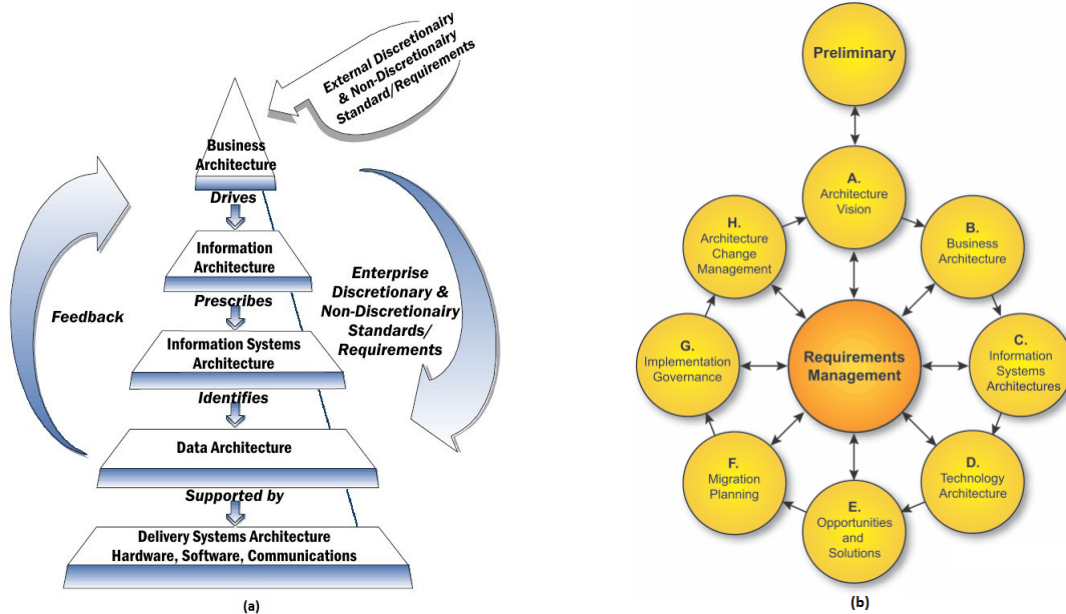 External Discretionary
& Non-Discretionairy
Standard/Requirements
Business
Architecture
Drives
Information
Architecture
Prescribes
Information Systems
Architecture
Identifies
Data Architecture
Supported by
Delivery Systems Architecture
Hardware, Software, Communications
Feedback
Enterprise
Discretionary &
Non-Discretionairy
Standards/
Requirements
(a)
Preliminary
A.
Architecture
Vision
B.
Business
Architecture
C.
Information
Systems
Architectures
D.
Technology
Architecture
E.
Opportunities
and
Solutions
F.
Migration
Planning
G.
Implementation
Governance
H.
Architecture
Change
Management
Requirements
Management
(b)